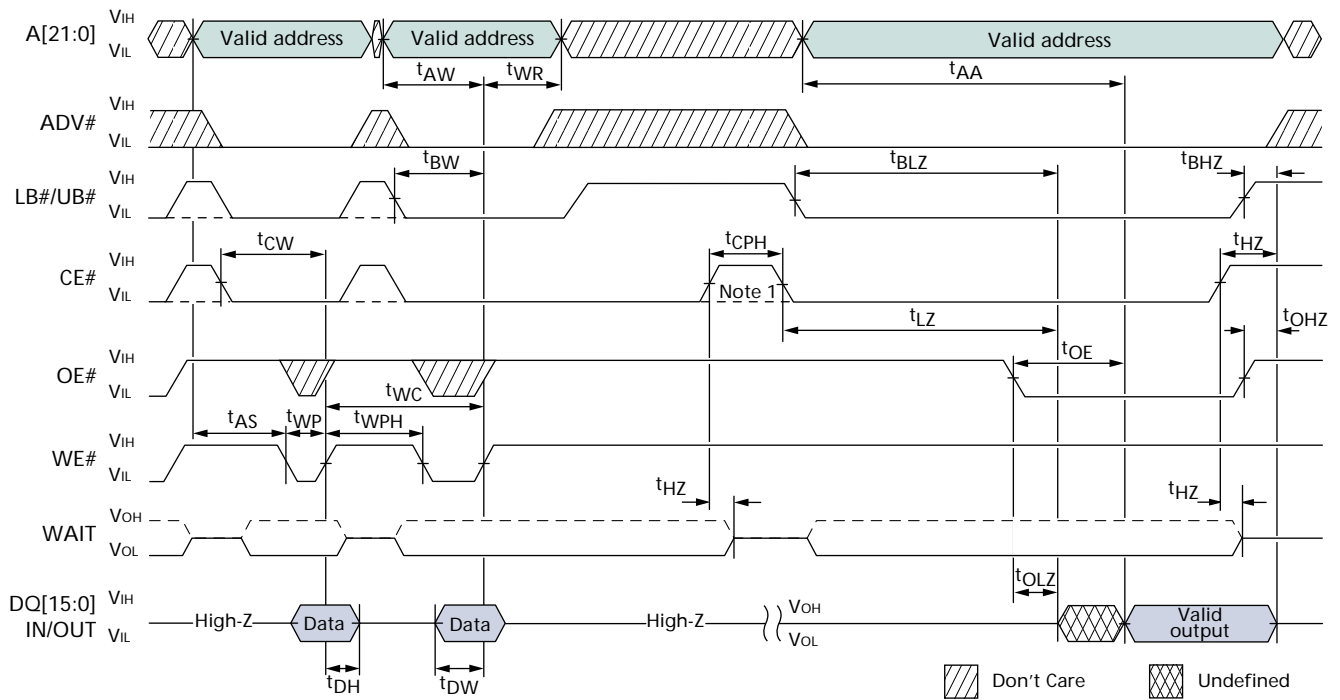 VIH
A[21:0]
VIL
Valid address
Valid address
Valid address
tAW
tWR
tAA
VIH
ADV#
VIL
tBW
tBLZ
tBHZ
VIH
LB#/UB#
VIL
tCW
tCPH
tHZ
VIH
CE#
VIL
Note 1
tLZ
tOHZ
tOE
VIH
OE#
VIL
tWC
tAS
tWP
tWPH
VIH
WE#
VIL
tHZ
tHZ
VOH
WAIT
VOL
tOLZ
DQ[15:0]
IN/OUT
VIH
VIL
High-Z
Data
Data
High-Z
VOH
VOL
Valid
output
tDH
tDW
Don't Care
Undefined